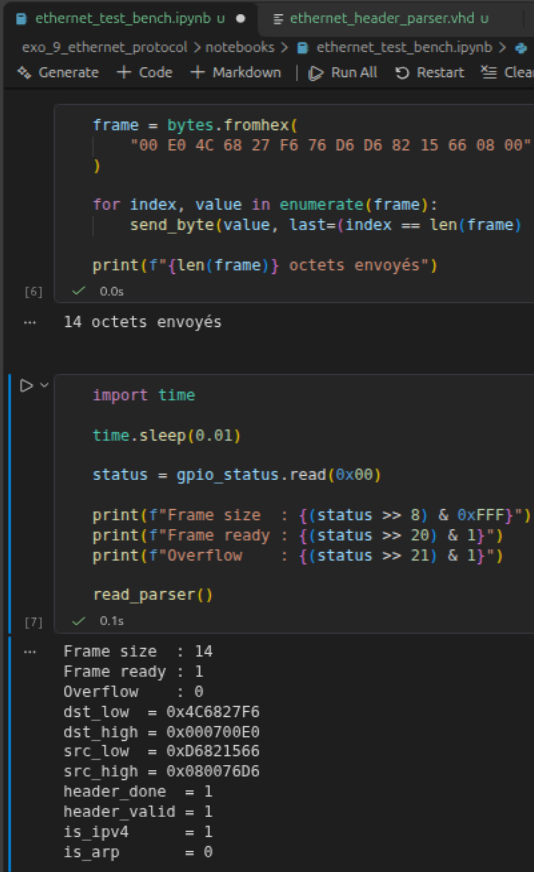 ethernet_test_bench.ipynb U ●
ethernet_header_parser.vhd U
exo_9_ethernet_protocol > notebooks > ethernet_test_bench.ipynb >
Generate + Code + Markdown | Run All Restart Clea
frame = bytes.fromhex(
"00 E0 4C 68 27 F6 76 D6 D6 82 15 66 08 00"
)
for index, value in enumerate(frame):
send_byte(value, last=(index == len(frame)
print(f"{len(frame)} octets envoyés")
[6] ✓ 0.0s
... 14 octets envoyés
import time
time.sleep(0.01)
status = gpio_status.read(0x00)
print(f"Frame size  : {(status >> 8) & 0xFFF}")
print(f"Frame ready : {(status >> 20) & 1}")
print(f"Overflow    : {(status >> 21) & 1}")
read_parser()
[7] ✓ 0.1s
... Frame size  : 14
Frame ready : 1
Overflow    : 0
dst_low  = 0x4C6827F6
dst_high = 0x000700E0
src_low  = 0xD6821566
src_high = 0x080076D6
header_done  = 1
header_valid = 1
is_ipv4      = 1
is_arp       = 0